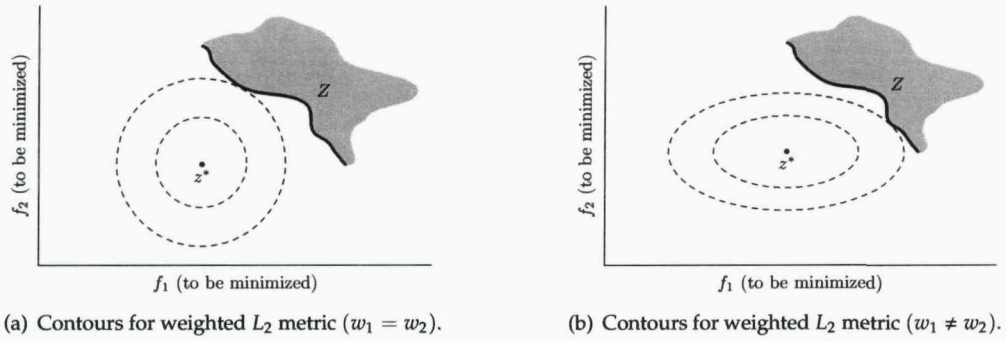 f₂ (to be minimized)
Z
z*
f₁ (to be minimized)
(a) Contours for weighted L₂ metric (w₁ = w₂).
f₂ (to be minimized)
Z
z*
f₁ (to be minimized)
(b) Contours for weighted L₂ metric (w₁ ≠ w₂).